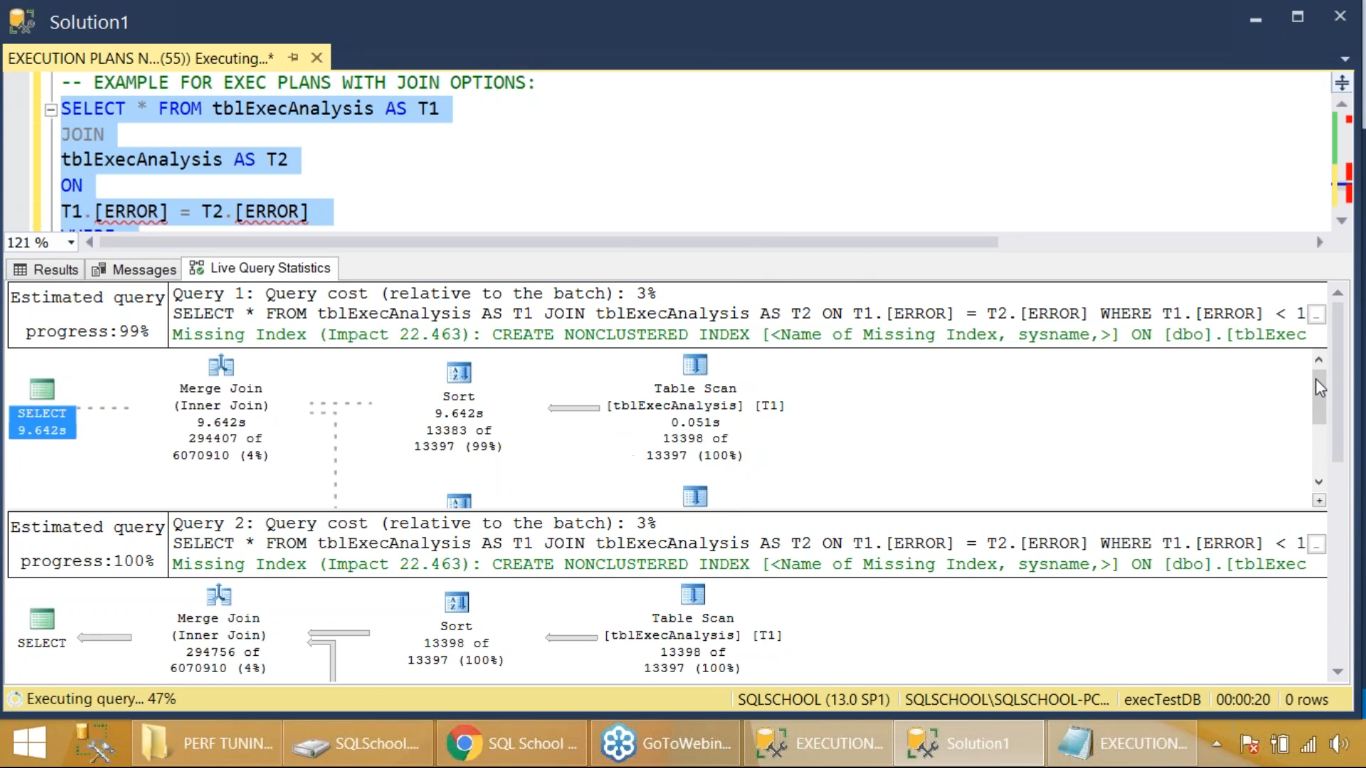 Solution1
EXECUTION PLANS N...(55)) Executing...*
-- EXAMPLE FOR EXEC PLANS WITH JOIN OPTIONS:
SELECT * FROM tblExecAnalysis AS T1
JOIN
tblExecAnalysis AS T2
ON
T1.[ERROR] = T2.[ERROR]
121 %
Results Messages Live Query Statistics
Estimated query
progress:99%
Query 1: Query cost (relative to the batch): 3%
SELECT * FROM tblExecAnalysis AS T1 JOIN tblExecAnalysis AS T2 ON T1.[ERROR] = T2.[ERROR] WHERE T1.[ERROR] < 1
Missing Index (Impact 22.463): CREATE NONCLUSTERED INDEX [<Name of Missing Index, sysname,>] ON [dbo].[tblExec
SELECT
9.642s
Merge Join
(Inner Join)
9.642s
294407 of
6070910 (4%)
Sort
9.642s
13383 of
13397 (99%)
Table Scan
[tblExecAnalysis] [T1]
0.051s
13398 of
13397 (100%)
Estimated query
progress:100%
Query 2: Query cost (relative to the batch): 3%
SELECT * FROM tblExecAnalysis AS T1 JOIN tblExecAnalysis AS T2 ON T1.[ERROR] = T2.[ERROR] WHERE T1.[ERROR] < 1
Missing Index (Impact 22.463): CREATE NONCLUSTERED INDEX [<Name of Missing Index, sysname,>] ON [dbo].[tblExec
SELECT
Merge Join
(Inner Join)
294756 of
6070910 (4%)
Sort
13398 of
13397 (100%)
Table Scan
[tblExecAnalysis] [T1]
13398 of
13397 (100%)
Executing query... 47% SQLSCHOOL (13.0 SP1) SQLSCHOOL\SQLSCHOOL-PC... execTestDB 00:00:20 0 rows
PERF TUNIN... SQLSchool.... SQL School ... GoToWebin... EXECUTION... Solution1 EXECUTION...